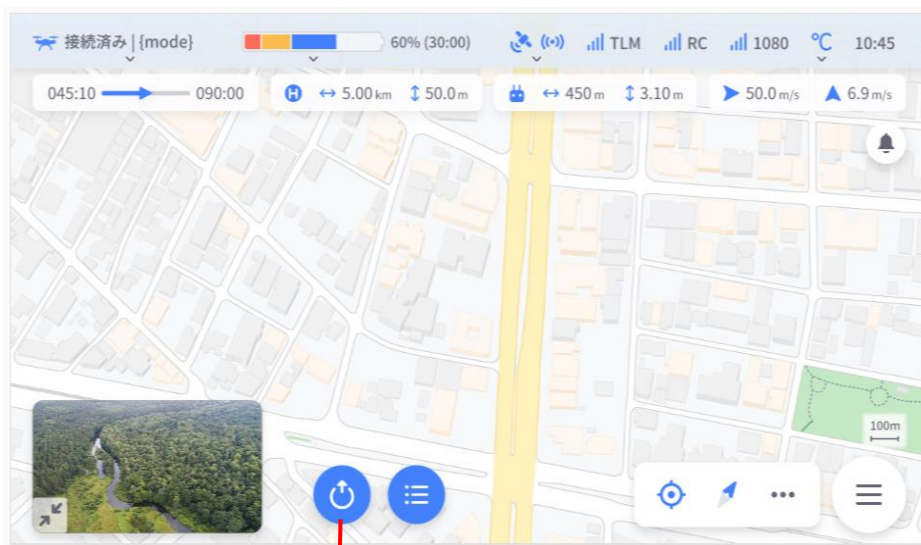 接続済み | {mode} 60% (30:00) TLM RC 1080 ℃ 10:45
045:10 090:00 H 5.00 km 50.0 m 450 m 3.10 m 50.0 m/s 6.9 m/s
100m